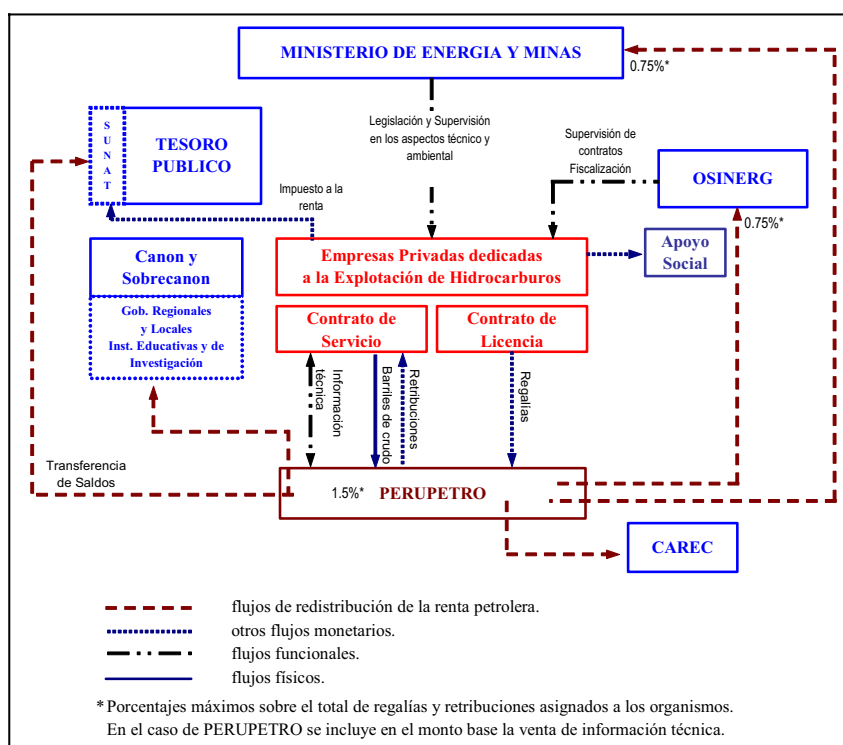 MINISTERIO DE ENERGIA Y MINAS
0.75%*
SUNAT
TESORO
PUBLICO
Legislación y Supervisión
en los aspectos técnico y
ambiental
Supervisión de
contratos
Fiscalización
OSINERG
0.75%*
Impuesto a la
renta
Canon y
Sobrecanon
Gob. Regionales
y Locales
Inst. Educativas y de
Investigación
Empresas Privadas dedicadas
a la Explotación de Hidrocarburos
Apoyo
Social
Contrato de
Servicio
Contrato de
Licencia
Información
técnica
Barriles de crudo
Retribuciones
Regalías
Transferencia
de Saldos
1.5%*
PERUPETRO
CAREC
flujos de redistribución de la renta petrolera.
otros flujos monetarios.
flujos funcionales.
flujos físicos.
* Porcentajes máximos sobre el total de regalías y retribuciones asignados a los organismos.
En el caso de PERUPETRO se incluye en el monto base la venta de información técnica.